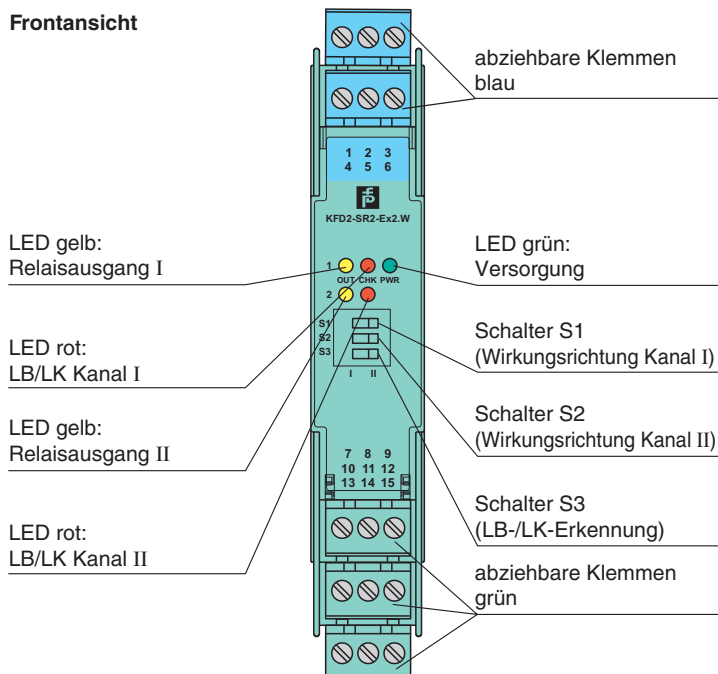 Frontansicht
abziehbare Klemmen
blau
1 2 3
4 5 6
KFD2-SR2-Ex2.W
LED gelb:
Relaisausgang I
LED grün:
Versorgung
1
OUT CHK PWR
2
LED rot:
LB/LK Kanal I
S1
S2
S3
I II
Schalter S1
(Wirkungsrichtung Kanal I)
LED gelb:
Relaisausgang II
Schalter S2
(Wirkungsrichtung Kanal II)
7 8 9
10 11 12
13 14 15
LED rot:
LB/LK Kanal II
Schalter S3
(LB-/LK-Erkennung)
abziehbare Klemmen
grün